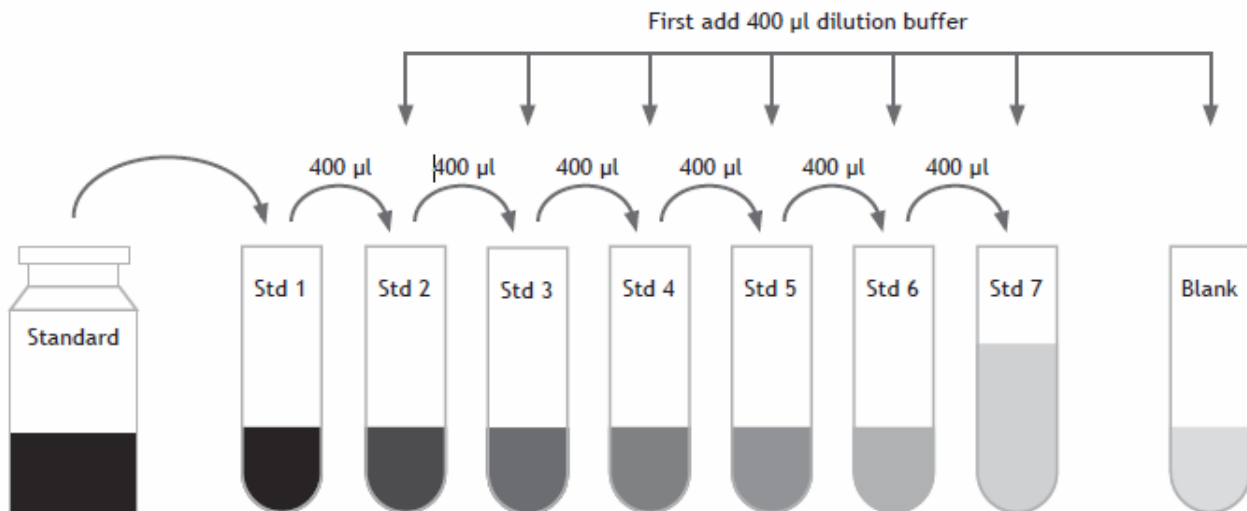 First add 400 µl dilution buffer
400 µl 400 µl 400 µl 400 µl 400 µl 400 µl
Std 1 Std 2 Std 3 Std 4 Std 5 Std 6 Std 7 Blank
Standard